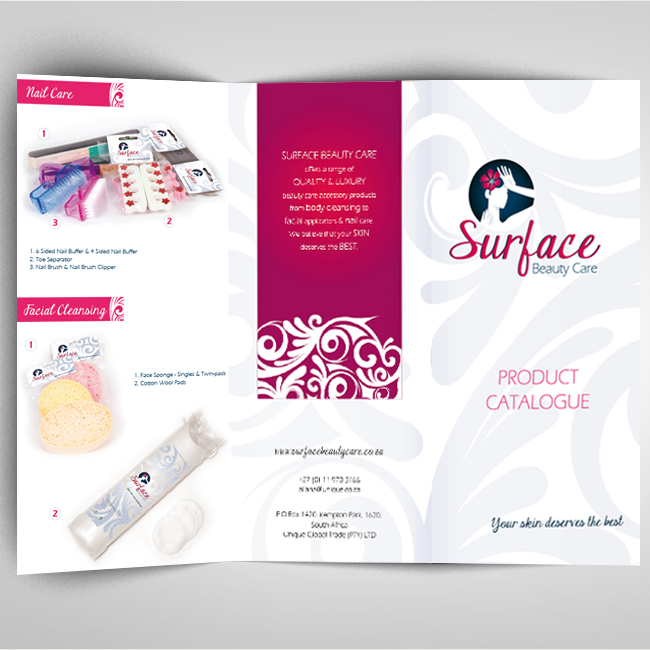 Nail Care
1
Surface
2
3
1. 6 Sided Nail Buffer & 4 Sided Nail Buffer
2. Toe Separator
3. Nail Brush & Nail Brush Clipper
Facial Cleansing
1
Surface
1. Face Sponge - Singles & Twinpack
2. Cotton Wool Pads
Surface
2
SURFACE BEAUTY CARE
offers a range of
QUALITY & LUXURY
beauty care accessory products
from body cleansing to
facial applicators & nail care.
We believe that your SKIN
deserves the BEST.
www.surfacebeautycare.co.za
+27 (0) 11 973 3166
P.O.Box 1420, Kempton Park, 1620,
South Africa
Unique Global Trade (PTY) LTD
Surface
Beauty Care
PRODUCT
CATALOGUE
Your skin deserves the best